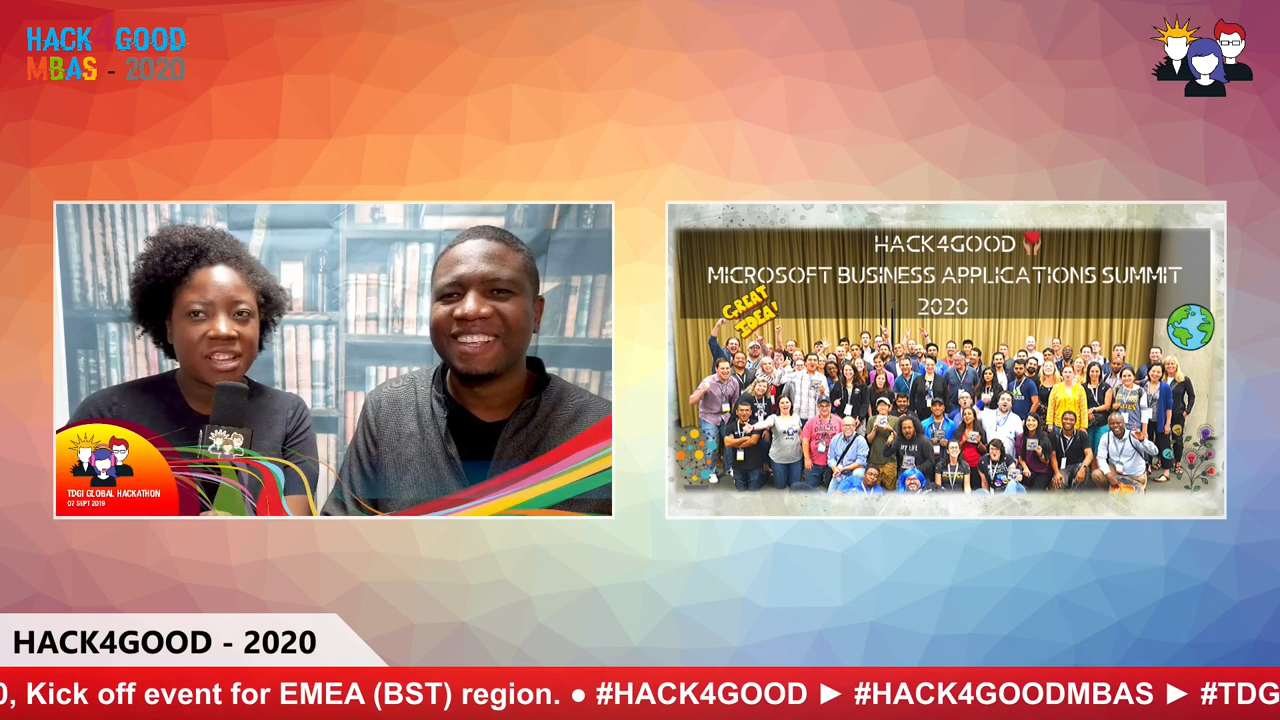 HACK4GOOD
MBAS - 2020
HACK4GOOD
MICROSOFT BUSINESS APPLICATIONS SUMMIT
2020
GREAT
IDEA!
TDGI GLOBAL HACKATHON
07 SEPT 2019
HACK4GOOD - 2020
0, Kick off event for EMEA (BST) region. ● #HACK4GOOD ► #HACK4GOODMBAS ► #TDG